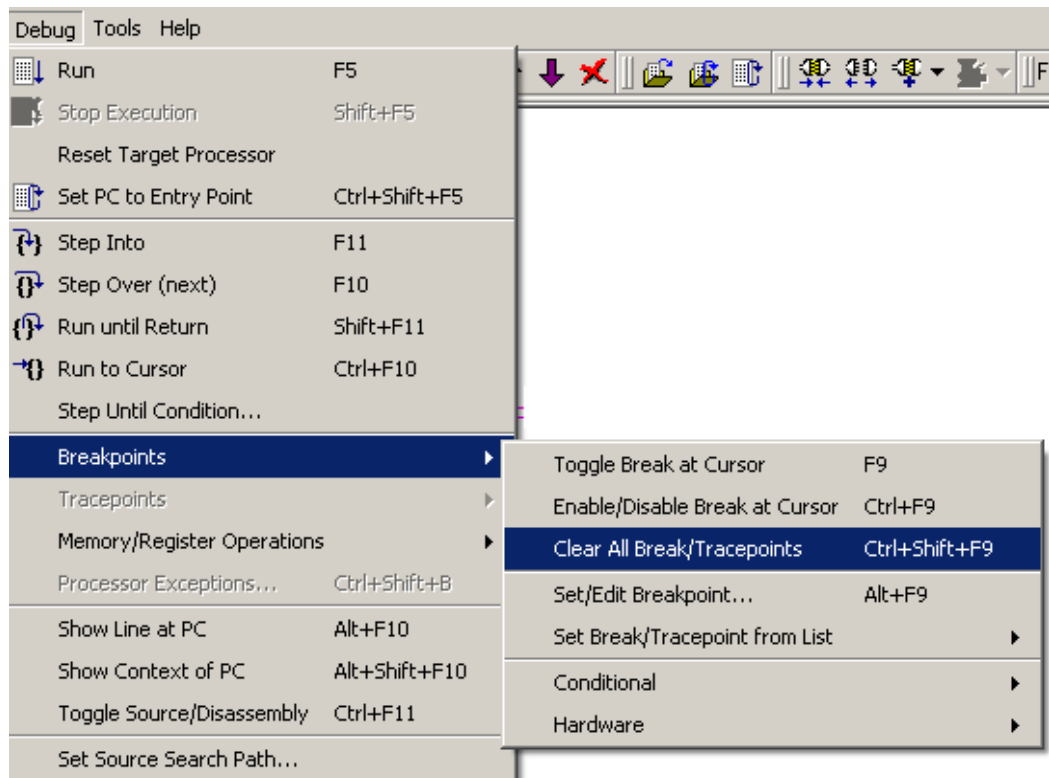 Debug Tools Help
Run F5
Stop Execution Shift+F5
Reset Target Processor
Set PC to Entry Point Ctrl+Shift+F5
Step Into F11
Step Over (next) F10
Run until Return Shift+F11
Run to Cursor Ctrl+F10
Step Until Condition...
Breakpoints
Tracepoints
Memory/Register Operations
Processor Exceptions... Ctrl+Shift+B
Show Line at PC Alt+F10
Show Context of PC Alt+Shift+F10
Toggle Source/Disassembly Ctrl+F11
Set Source Search Path...
Toggle Break at Cursor F9
Enable/Disable Break at Cursor Ctrl+F9
Clear All Break/Tracepoints Ctrl+Shift+F9
Set/Edit Breakpoint... Alt+F9
Set Break/Tracepoint from List
Conditional
Hardware